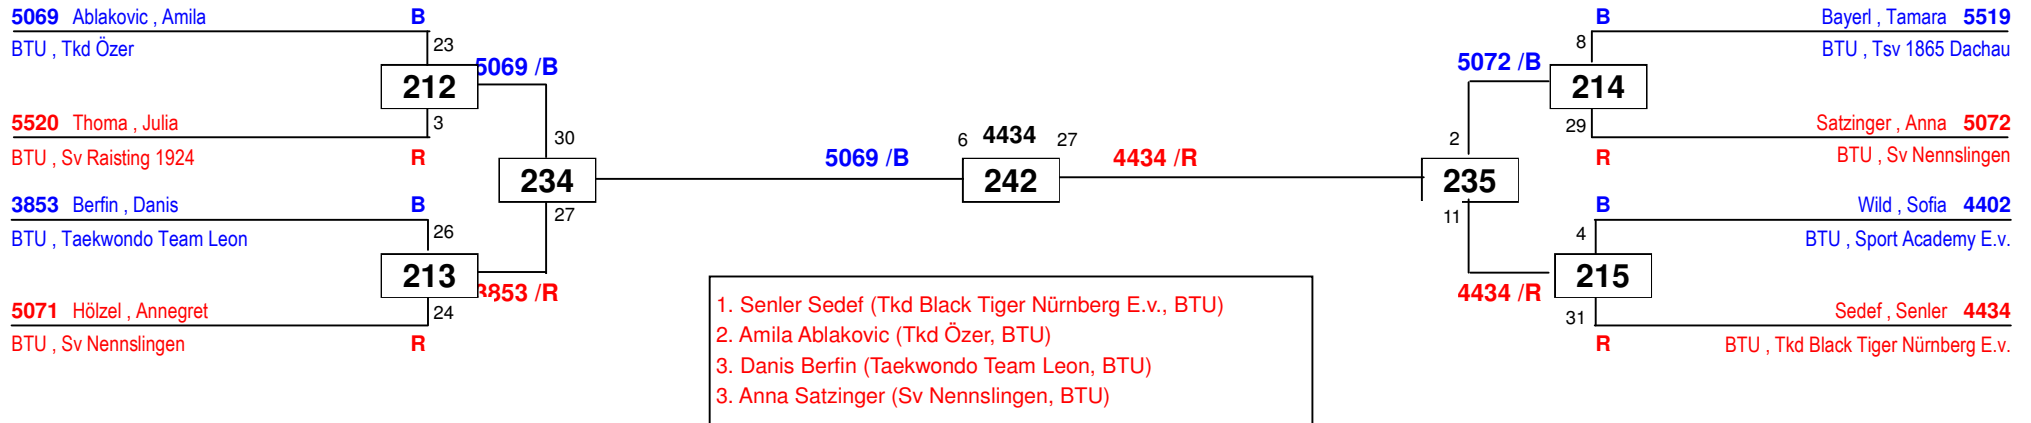 5069 Ablakovic , Amila B
BTU , Tkd Özer
23
212
5069 /B
5520 Thoma , Julia
3
BTU , Sv Raisting 1924 R
30
234
27
3853 Berfin , Danis B
BTU , Taekwondo Team Leon
26
213
3853 /R
5071 Hölzel , Annegret
24
BTU , Sv Nennslingen R
5069 /B
6 4434 27
242
4434 /R
B Bayerl , Tamara 5519
8
BTU , Tsv 1865 Dachau
5072 /B
214
29
Satzinger , Anna 5072
R BTU , Sv Nennslingen
2
235
11
B Wild , Sofia 4402
4
BTU , Sport Academy E.v.
215
4434 /R
31
Sedef , Senler 4434
R BTU , Tkd Black Tiger Nürnberg E.v.
1. Senler Sedef (Tkd Black Tiger Nürnberg E.v., BTU)
2. Amila Ablakovic (Tkd Özer, BTU)
3. Danis Berfin (Taekwondo Team Leon, BTU)
3. Anna Satzinger (Sv Nennslingen, BTU)